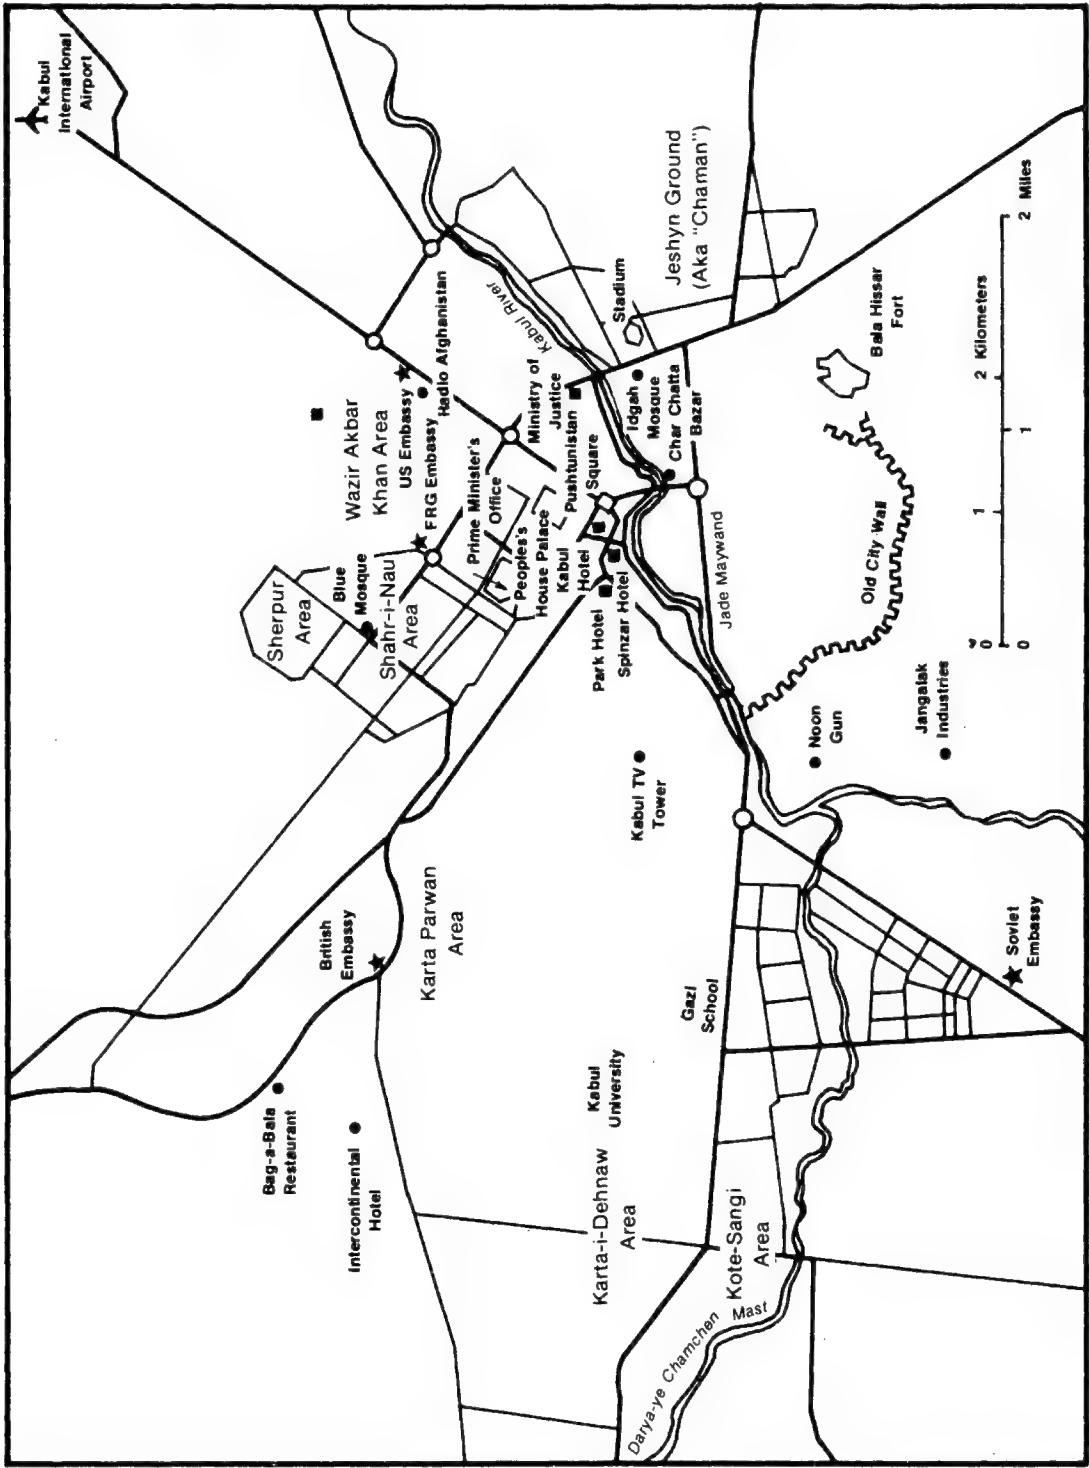 Kabul
International
Airport
Wazir Akbar
Khan Area
US Embassy
FRG Embassy
Hadlo Afghanistan
Kabul River
Stadium
Jeshyn Ground
(Aka "Chaman")
Ministry of
Justice
Pushtunistan
Square
Idgah
Mosque
Char Chatta
Bazar
Bala Hissar
Fort
Prime Minister's
Office
Peoples's
House Palace
Kabul
Hotel
Park Hotel
Spinzar Hotel
Sherpur
Area
Blue
Mosque
Shahr-i-Nau
Area
Jade Maywand
Old City Wall
Noon
Gun
Jangalak
Industries
Kabul TV
Tower
British
Embassy
Karta Parwan
Area
Soviet
Embassy
Gazi
School
Kabul
University
Bag-a-Bala
Restaurant
Intercontinental
Hotel
Karta-i-Dehnaw
Area
Kote-Sangi
Area
Darya-ye Chamchen Mast
0 1 2 Kilometers
0 1 2 Miles